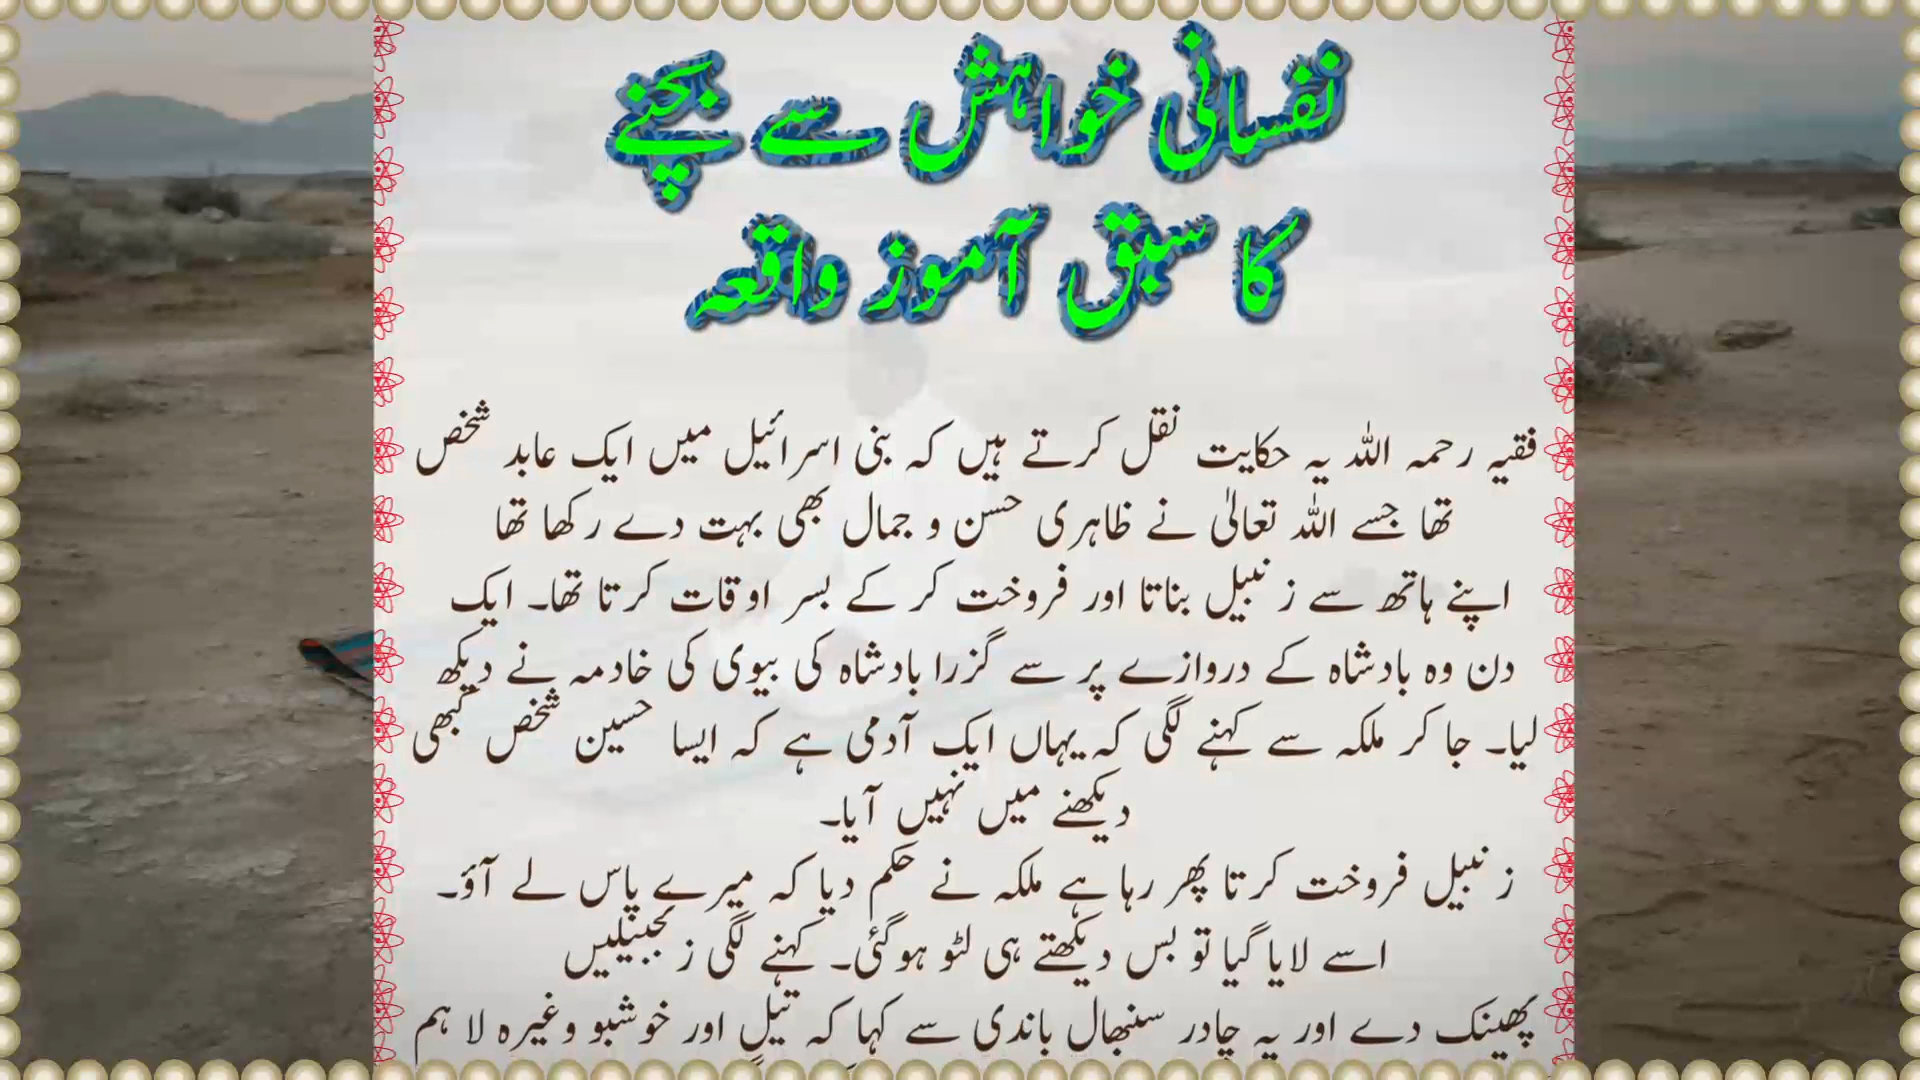 نفسانی خواہش سے بچنے
کا سبق آموز واقعہ
فقیہ رحمہ اللہ یہ حکایت نقل کرتے ہیں کہ بنی اسرائیل میں ایک عابد شخص
تھا جسے اللہ تعالیٰ نے ظاہری حسن و جمال بھی بہت دے رکھا تھا
اپنے ہاتھ سے زنبیل بناتا اور فروخت کر کے بسر اوقات کرتا تھا۔ ایک
دن وہ بادشاہ کے دروازے پر سے گزرا بادشاہ کی بیوی کی خادمہ نے دیکھ
لیا۔ جا کر ملکہ سے کہنے لگی کہ یہاں ایک آدمی ہے کہ ایسا حسین شخص کبھی
دیکھنے میں نہیں آیا۔
زنبیل فروخت کرتا پھر رہا ہے ملکہ نے حکم دیا کہ میرے پاس لے آؤ۔
اسے لایا گیا تو بس دیکھتے ہی لٹو ہوگئی۔ کہنے لگی
پھینک دے اور یہ چادر سنبھال باندی سے کہا کہ تیل اور خوشبو وغیرہ لا ہم